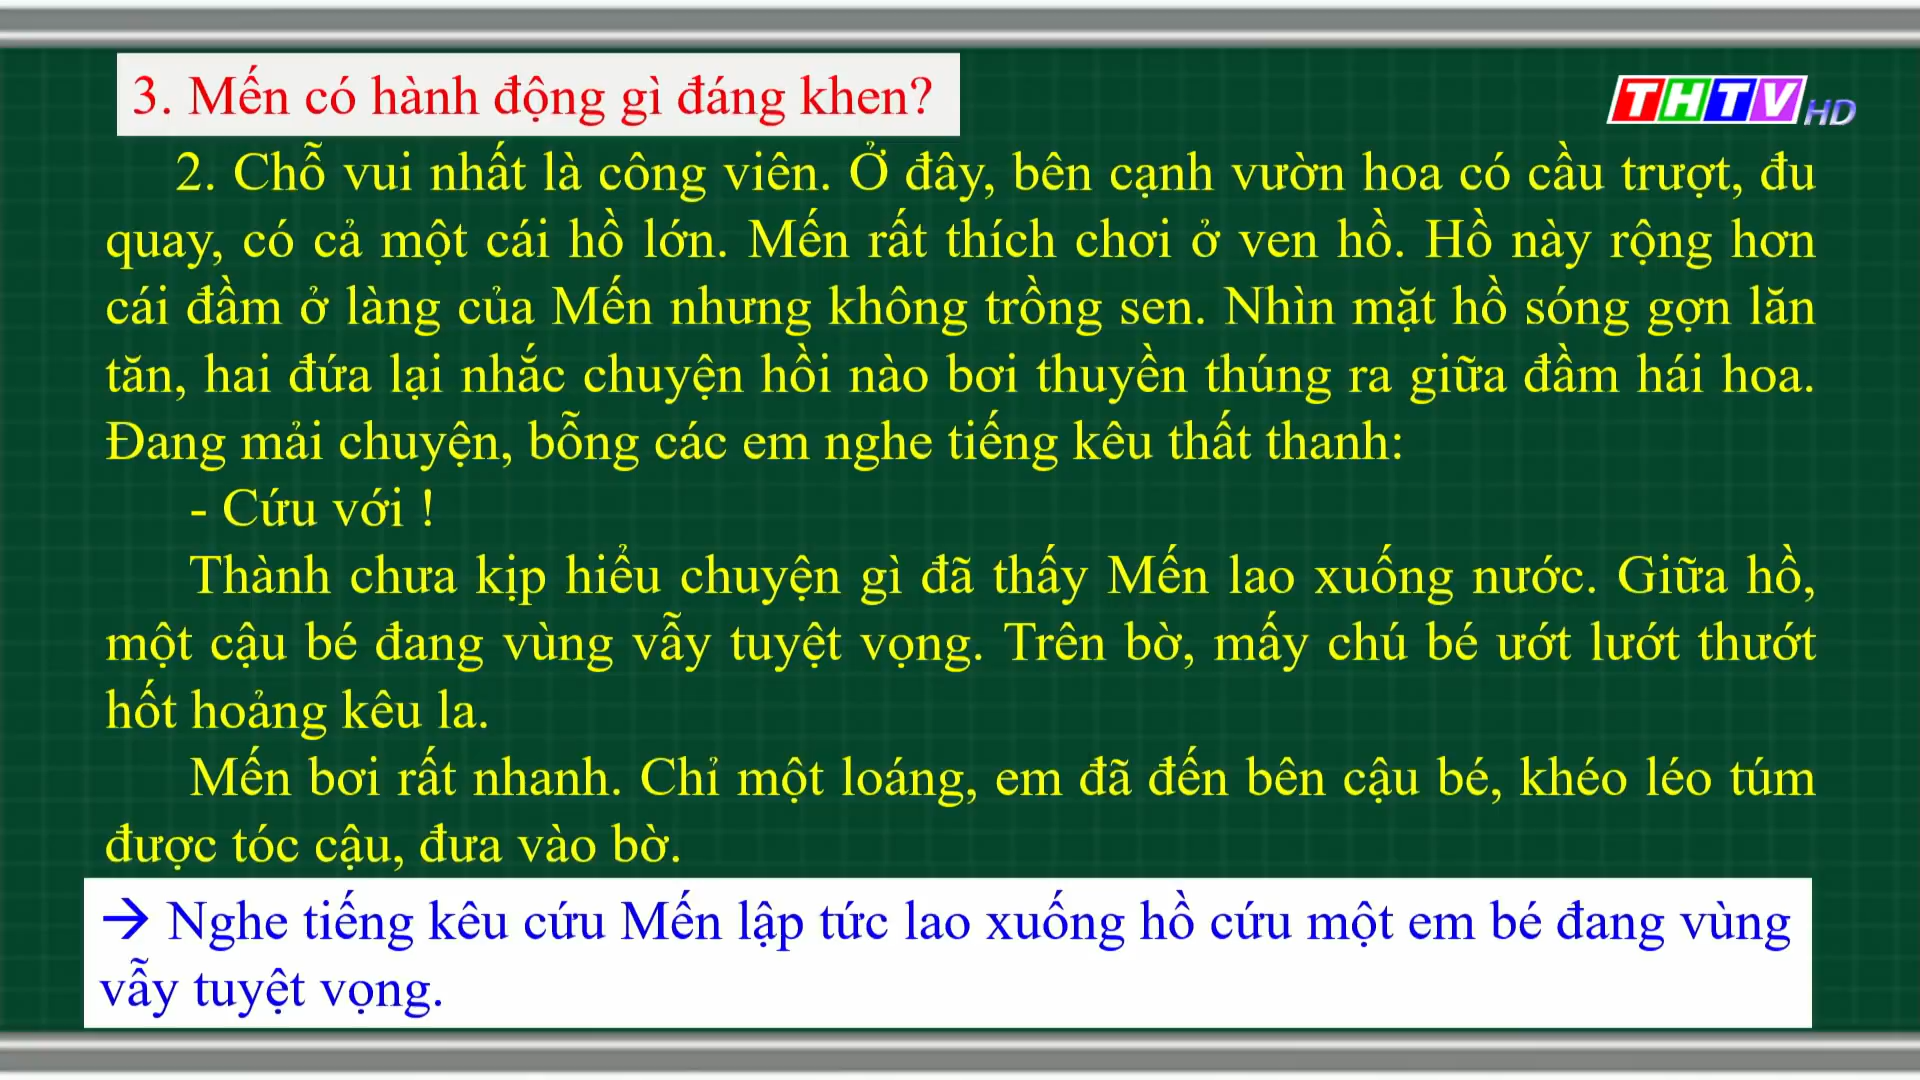 3. Mến có hành động gì đáng khen?
THTV HD
2. Chỗ vui nhất là công viên. Ở đây, bên cạnh vườn hoa có cầu trượt, đu
quay, có cả một cái hồ lớn. Mến rất thích chơi ở ven hồ. Hồ này rộng hơn
cái đầm ở làng của Mến nhưng không trồng sen. Nhìn mặt hồ sóng gợn lăn
tăn, hai đứa lại nhắc chuyện hồi nào bơi thuyền thúng ra giữa đầm hái hoa.
Đang mải chuyện, bỗng các em nghe tiếng kêu thất thanh:
- Cứu với !
Thành chưa kịp hiểu chuyện gì đã thấy Mến lao xuống nước. Giữa hồ,
một cậu bé đang vùng vẫy tuyệt vọng. Trên bờ, mấy chú bé ướt lướt thướt
hốt hoảng kêu la.
Mến bơi rất nhanh. Chỉ một loáng, em đã đến bên cậu bé, khéo léo túm
được tóc cậu, đưa vào bờ.
→ Nghe tiếng kêu cứu Mến lập tức lao xuống hồ cứu một em bé đang vùng
vẫy tuyệt vọng.